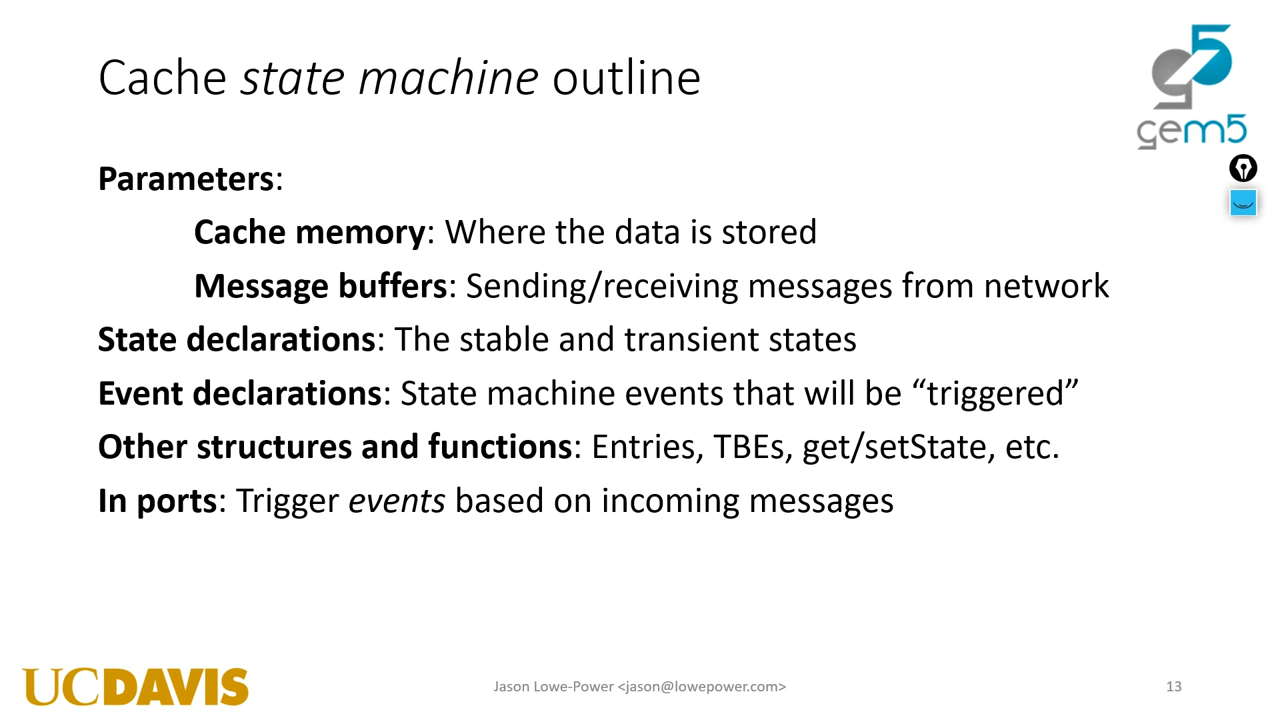 Cache state machine outline
gem5
Parameters:
Cache memory: Where the data is stored
Message buffers: Sending/receiving messages from network
State declarations: The stable and transient states
Event declarations: State machine events that will be “triggered”
Other structures and functions: Entries, TBEs, get/setState, etc.
In ports: Trigger events based on incoming messages
UCDAVIS
Jason Lowe-Power <jason@lowepower.com>
13